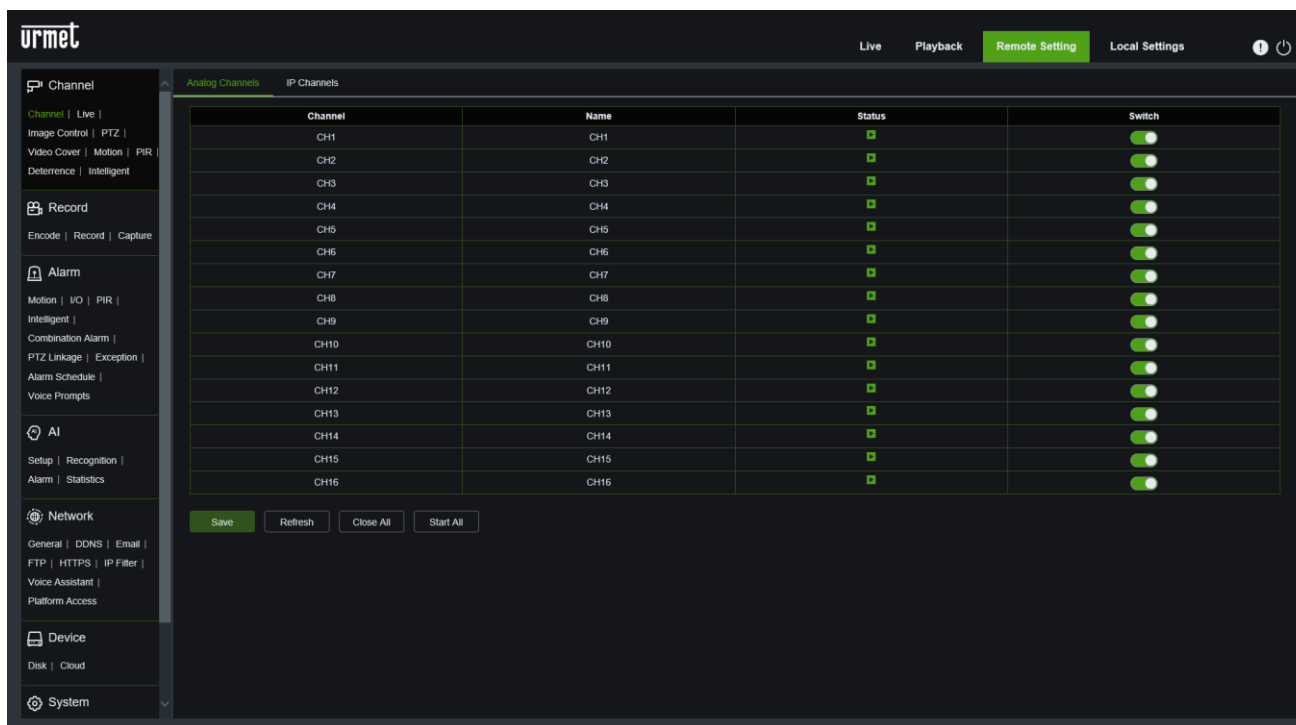 urmet
Live Playback Remote Setting Local Settings
Channel
Channel | Live |
Image Control | PTZ |
Video Cover | Motion | PIR |
Deterrence | Intelligent
Record
Encode | Record | Capture
Alarm
Motion | I/O | PIR |
Intelligent |
Combination Alarm |
PTZ Linkage | Exception |
Alarm Schedule |
Voice Prompts
AI
Setup | Recognition |
Alarm | Statistics
Network
General | DDNS | Email |
FTP | HTTPS | IP Filter |
Voice Assistant |
Platform Access
Device
Disk | Cloud
System
Analog Channels IP Channels
Channel Name Status Switch
CH1 CH1
CH2 CH2
CH3 CH3
CH4 CH4
CH5 CH5
CH6 CH6
CH7 CH7
CH8 CH8
CH9 CH9
CH10 CH10
CH11 CH11
CH12 CH12
CH13 CH13
CH14 CH14
CH15 CH15
CH16 CH16
Save Refresh Close All Start All